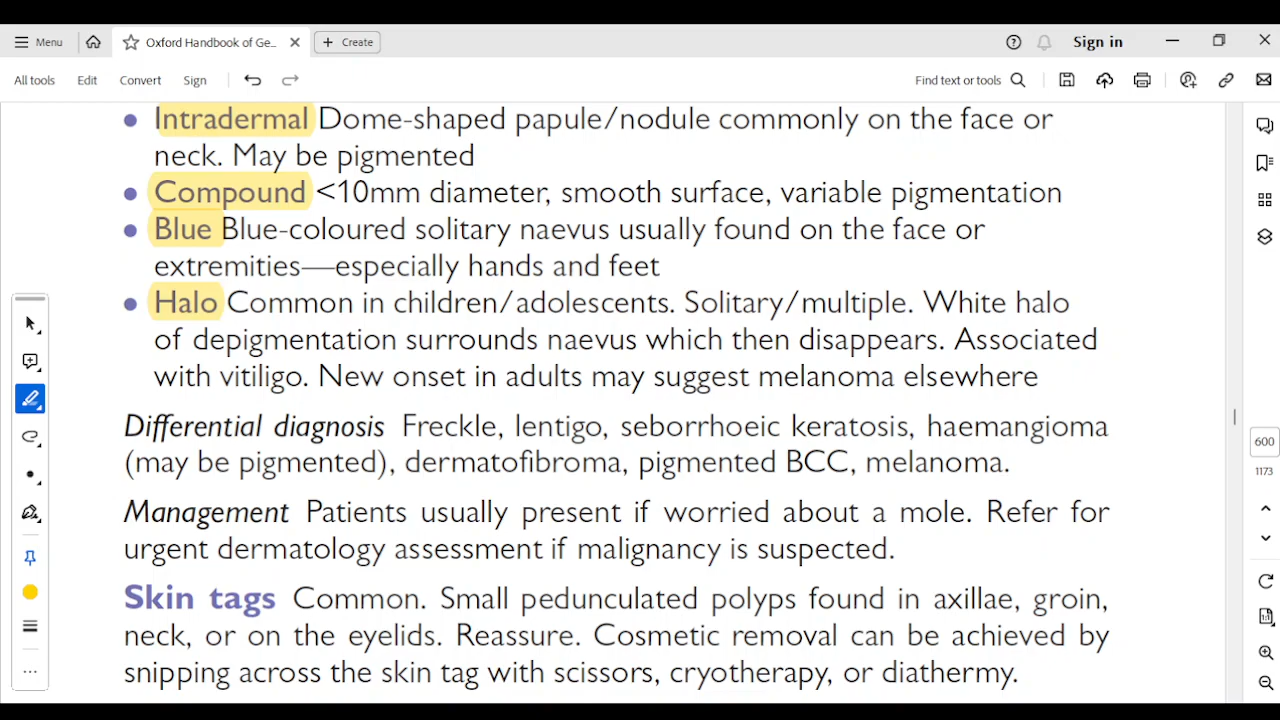 Menu
Oxford Handbook of Ge...
Create
Sign in
All tools
Edit
Convert
Sign
Find text or tools
• Intradermal Dome-shaped papule/nodule commonly on the face or
neck. May be pigmented
• Compound <10mm diameter, smooth surface, variable pigmentation
• Blue Blue-coloured solitary naevus usually found on the face or
extremities—especially hands and feet
• Halo Common in children/adolescents. Solitary/multiple. White halo
of depigmentation surrounds naevus which then disappears. Associated
with vitiligo. New onset in adults may suggest melanoma elsewhere
Differential diagnosis Freckle, lentigo, seborrhoeic keratosis, haemangioma
(may be pigmented), dermatofibroma, pigmented BCC, melanoma.
Management Patients usually present if worried about a mole. Refer for
urgent dermatology assessment if malignancy is suspected.
Skin tags Common. Small pedunculated polyps found in axillae, groin,
neck, or on the eyelids. Reassure. Cosmetic removal can be achieved by
snipping across the skin tag with scissors, cryotherapy, or diathermy.
600
1173
1:1